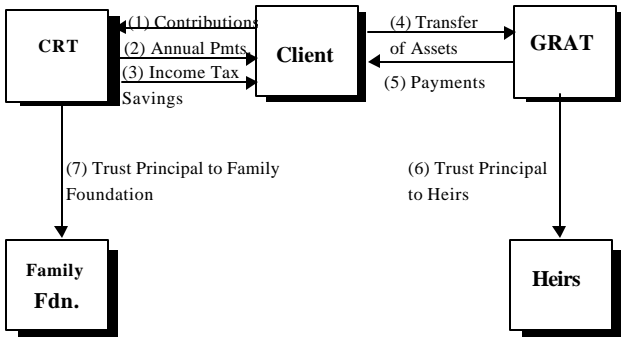 CRT
(1) Contributions
(2) Annual Pmts
(3) Income Tax
Savings
Client
(4) Transfer
of Assets
(5) Payments
GRAT
(7) Trust Principal to Family
Foundation
(6) Trust Principal
to Heirs
Family
Fdn.
Heirs